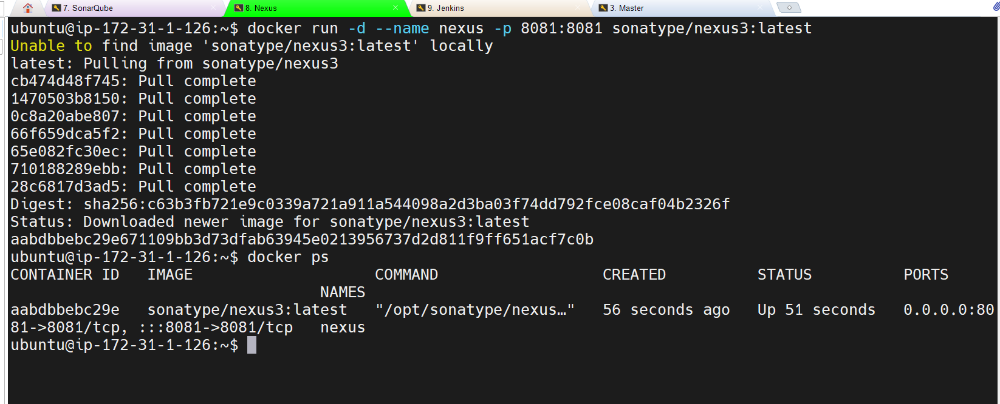 7. SonarQube
8. Nexus
9. Jenkins
3. Master
ubuntu@ip-172-31-1-126:~$ docker run -d --name nexus -p 8081:8081 sonatype/nexus3:latest
Unable to find image 'sonatype/nexus3:latest' locally
latest: Pulling from sonatype/nexus3
cb474d48f745: Pull complete
1470503b8150: Pull complete
0c8a20abe807: Pull complete
66f659dca5f2: Pull complete
65e082fc30ec: Pull complete
710188289ebb: Pull complete
28c6817d3ad5: Pull complete
Digest: sha256:c63b3fb721e9c0339a721a911a544098a2d3ba03f74dd792fce08caf04b2326f
Status: Downloaded newer image for sonatype/nexus3:latest
aabdbbebc29e671109bb3d73dfab63945e0213956737d2d811f9ff651acf7c0b
ubuntu@ip-172-31-1-126:~$ docker ps
CONTAINER ID   IMAGE                    COMMAND                  CREATED          STATUS          PORTS
                                  NAMES
aabdbbebc29e   sonatype/nexus3:latest   "/opt/sonatype/nexus…"   56 seconds ago   Up 51 seconds   0.0.0.0:80
81->8081/tcp, :::8081->8081/tcp   nexus
ubuntu@ip-172-31-1-126:~$